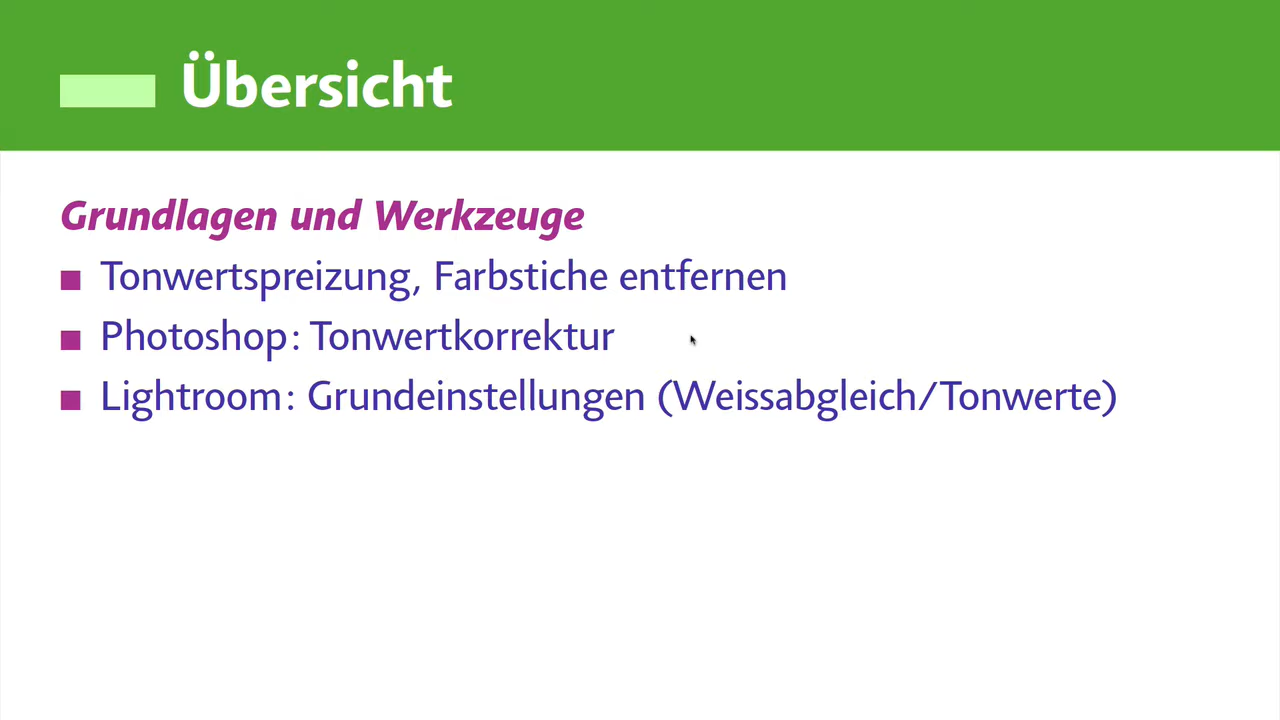 Übersicht
Grundlagen und Werkzeuge
Tonwertspreizung, Farbstiche entfernen
Photoshop: Tonwertkorrektur
Lightroom: Grundeinstellungen (Weissabgleich/Tonwerte)